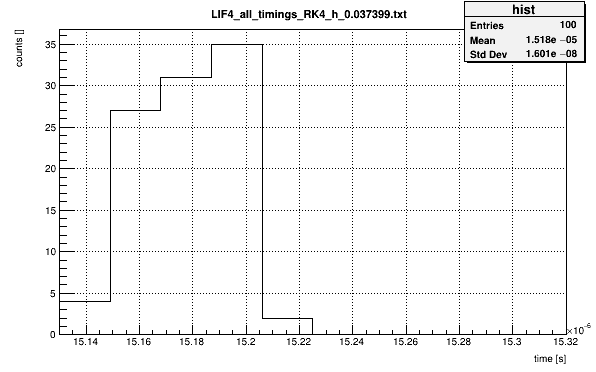 LIF4_all_timings_RK4_h_0.037399.txt
hist
Entries 100
Mean 1.518e −05
Std Dev 1.601e −08
counts []
35
30
25
20
15
10
5
0
15.14 15.16 15.18 15.2 15.22 15.24 15.26 15.28 15.3 15.32
×10−6
time [s]